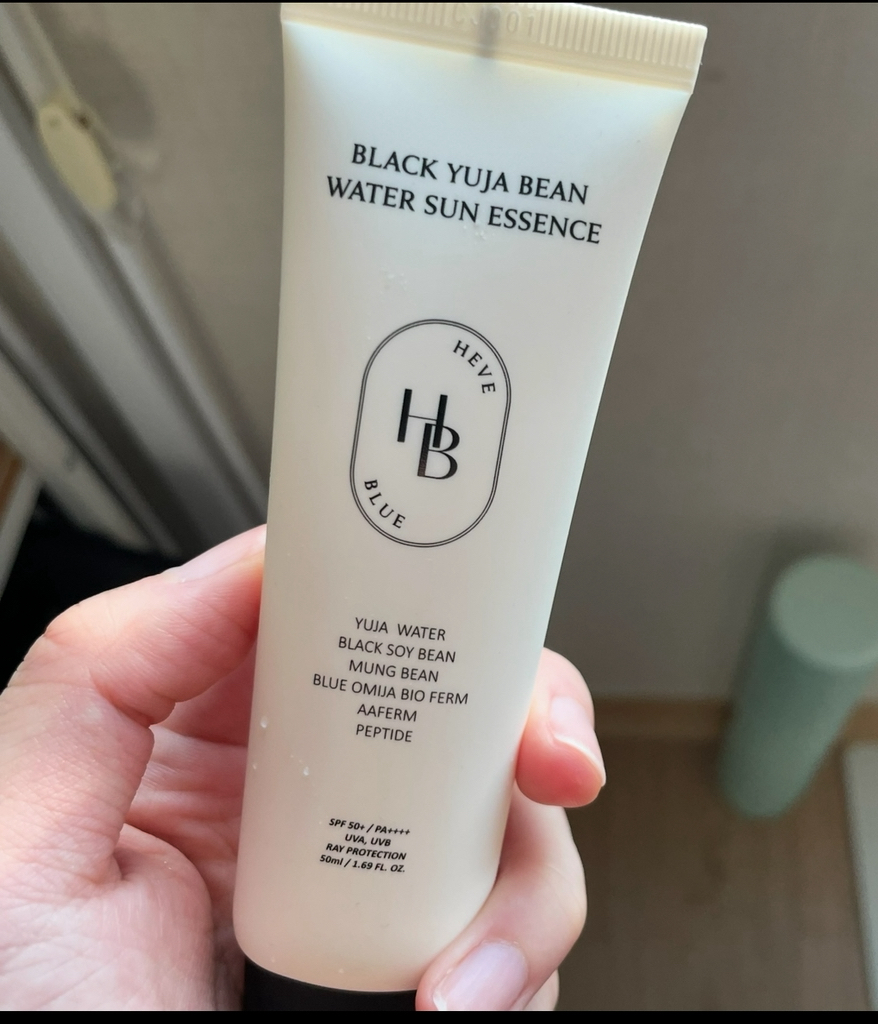 CJ001
BLACK YUJA BEAN
WATER SUN ESSENCE
HEVE
HB
BLUE
YUJA WATER
BLACK SOY BEAN
MUNG BEAN
BLUE OMIJA BIO FERM
AAFERM
PEPTIDE
SPF 50+ / PA++++
UVA, UVB
RAY PROTECTION
50ml / 1.69 FL. OZ.